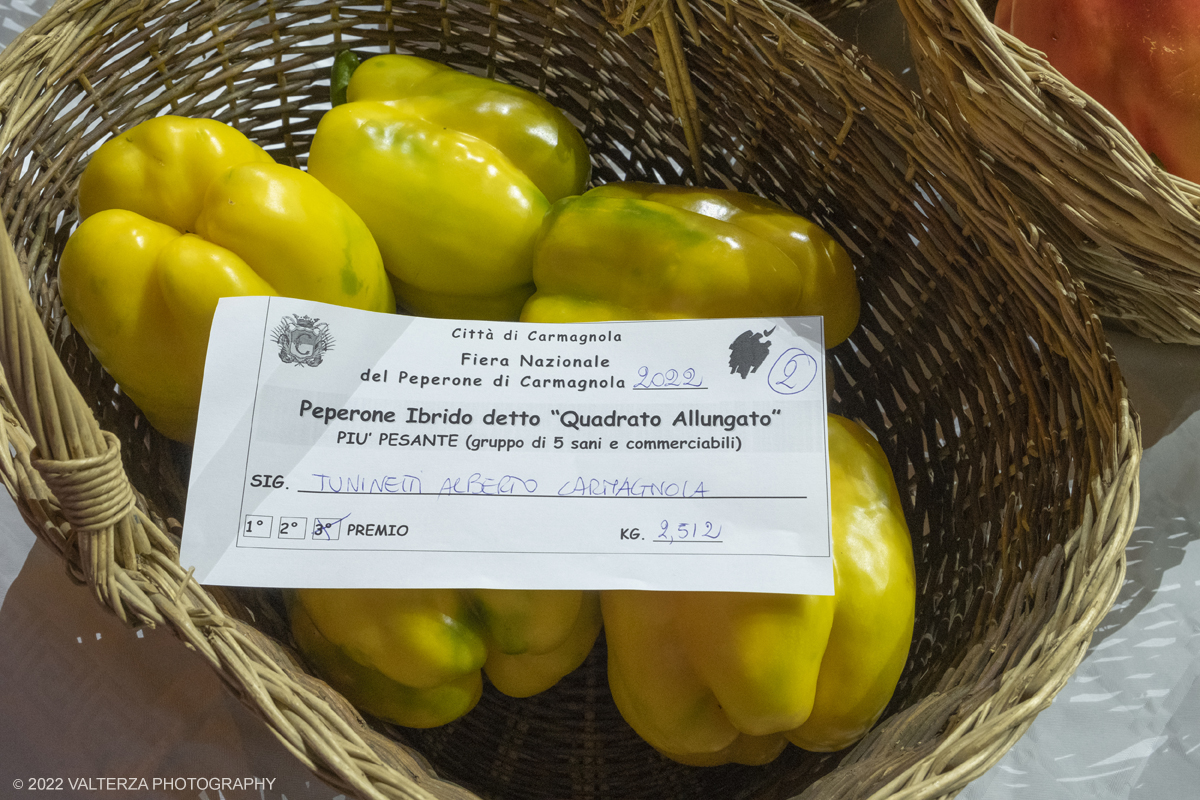 Città di Carmagnola
Fiera Nazionale
del Peperone di Carmagnola 2022
2
Peperone Ibrido detto “Quadrato Allungato”
PIU' PESANTE (gruppo di 5 sani e commerciabili)
SIG. TUNINETTI ALBERTO CARMAGNOLA
1° 2° 3° PREMIO KG. 2,512
© 2022 VALTERZA PHOTOGRAPHY